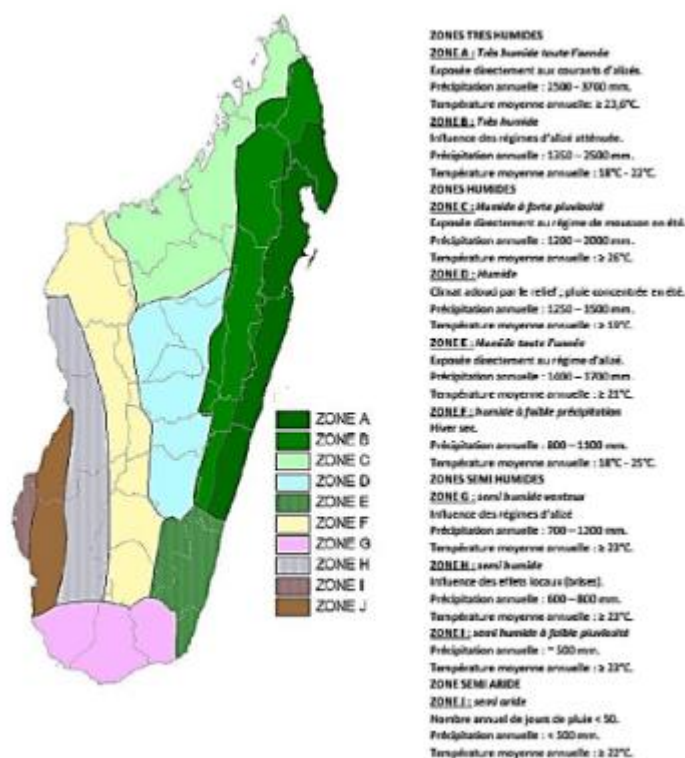 ZONE A
ZONE B
ZONE C
ZONE D
ZONE E
ZONE F
ZONE G
ZONE H
ZONE I
ZONE J
ZONES TRES HUMIDES
ZONE A : Très humide toute l'année
Exposée directement aux courants d'alizés.
Précipitation annuelle : 2500 – 3700 mm.
Température moyenne annuelle: ≥ 23,6°C.
ZONE B : Très humide
Influence des régimes d'alizé atténuée.
Précipitation annuelle : 1350 – 2500 mm.
Température moyenne annuelle : 18°C - 22°C.
ZONES HUMIDES
ZONE C : Humide à forte pluviosité
Exposée directement au régime de mousson en été.
Précipitation annuelle : 1200 – 2000 mm.
Température moyenne annuelle : ≥ 26°C.
ZONE D : Humide
Climat adouci par le relief , pluie concentrée en été.
Précipitation annuelle : 1250 – 1500 mm.
Température moyenne annuelle : ≥ 19°C.
ZONE E : Humide toute l'année
Exposée directement au régime d'alizé.
Précipitation annuelle : 1600 – 1700 mm.
Température moyenne annuelle : ≥ 21°C.
ZONE F : humide à faible précipitation
Hiver sec.
Précipitation annuelle : 800 – 1300 mm.
Température moyenne annuelle : 18°C - 25°C.
ZONES SEMI HUMIDES
ZONE G : semi humide venteux
Influence des régimes d'alizé
Précipitation annuelle : 700 – 1200 mm.
Température moyenne annuelle : ≥ 23°C.
ZONE H : semi humide
Influence des effets locaux (brises).
Précipitation annuelle : 600 – 800 mm.
Température moyenne annuelle : ≥ 23°C.
ZONE I : semi humide à faible pluviosité
Précipitation annuelle : ~ 500 mm.
Température moyenne annuelle : ≥ 23°C.
ZONE SEMI ARIDE
ZONE J : semi aride
Nombre annuel de jours de pluie < 50.
Précipitation annuelle : < 500 mm.
Température moyenne annuelle : ≥ 22°C.